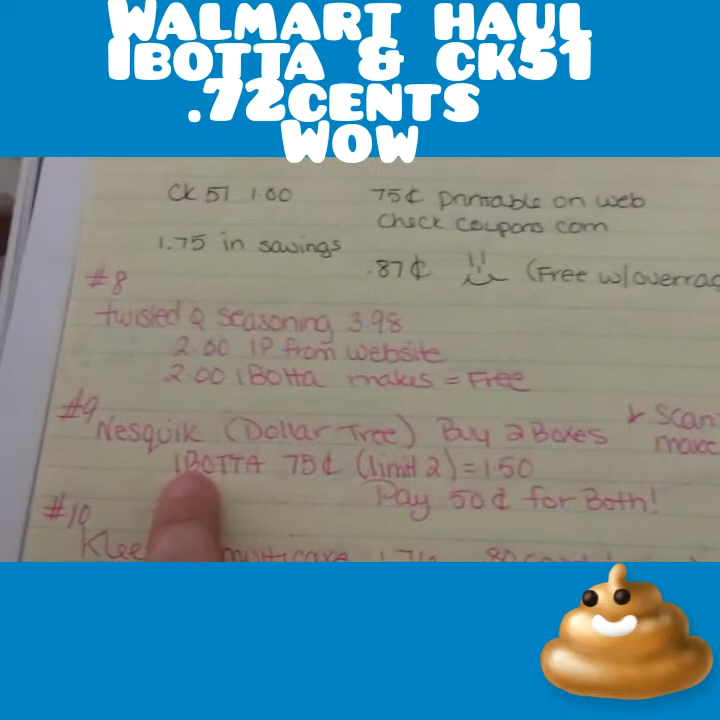 WALMART HAUL
IBOTTA & CK51
.72CENTS
WOW
CK 51 1.00 75¢ printable on web
check coupons com
1.75 in savings
.87¢ (Free w/overrag
#8
twisted Q Seasoning 3.98
2.00 IP from website
2.00 IBotta makes = Free
#9
Nesquik (Dollar Tree) Buy 2 Boxes
Scan
IBOTTA 75¢ (limit 2) = 1.50
Pay 50¢ for Both!
#10
Klee multicare